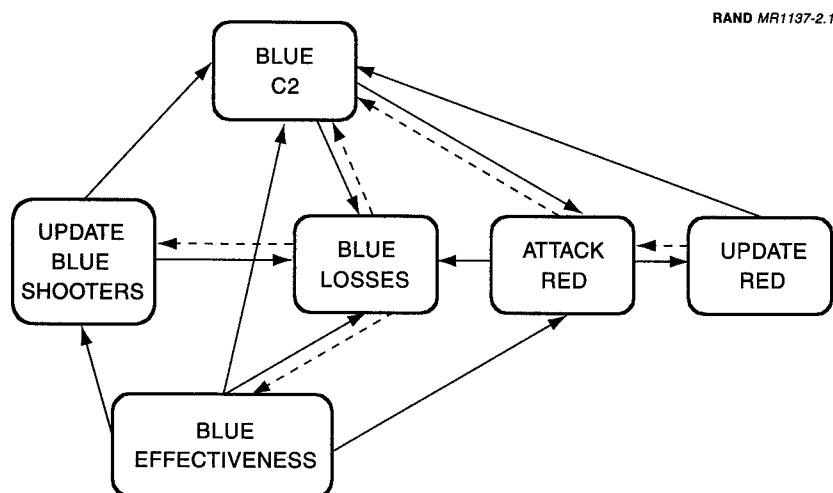 RAND MR1137-2.1
BLUE
C2
UPDATE
BLUE
SHOOTERS
BLUE
LOSSES
ATTACK
RED
UPDATE
RED
BLUE
EFFECTIVENESS